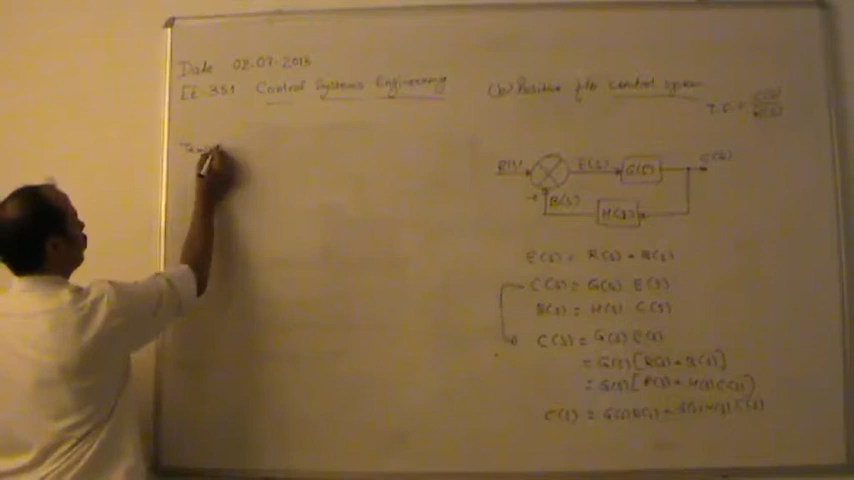 Date 02.07.2013
EE-351 Control Systems Engineering
(b) Positive f/b control system
T.F. = C(s)/R(s)
R(s) E(s) G(s) C(s)
+ B(s) H(s)
E(s) = R(s) + B(s)
C(s) = G(s) E(s)
B(s) = H(s) C(s)
C(s) = G(s) E(s)
= G(s) [R(s) + B(s)]
= G(s) [R(s) + H(s) C(s)]
C(s) = G(s) R(s) + G(s) H(s) C(s)